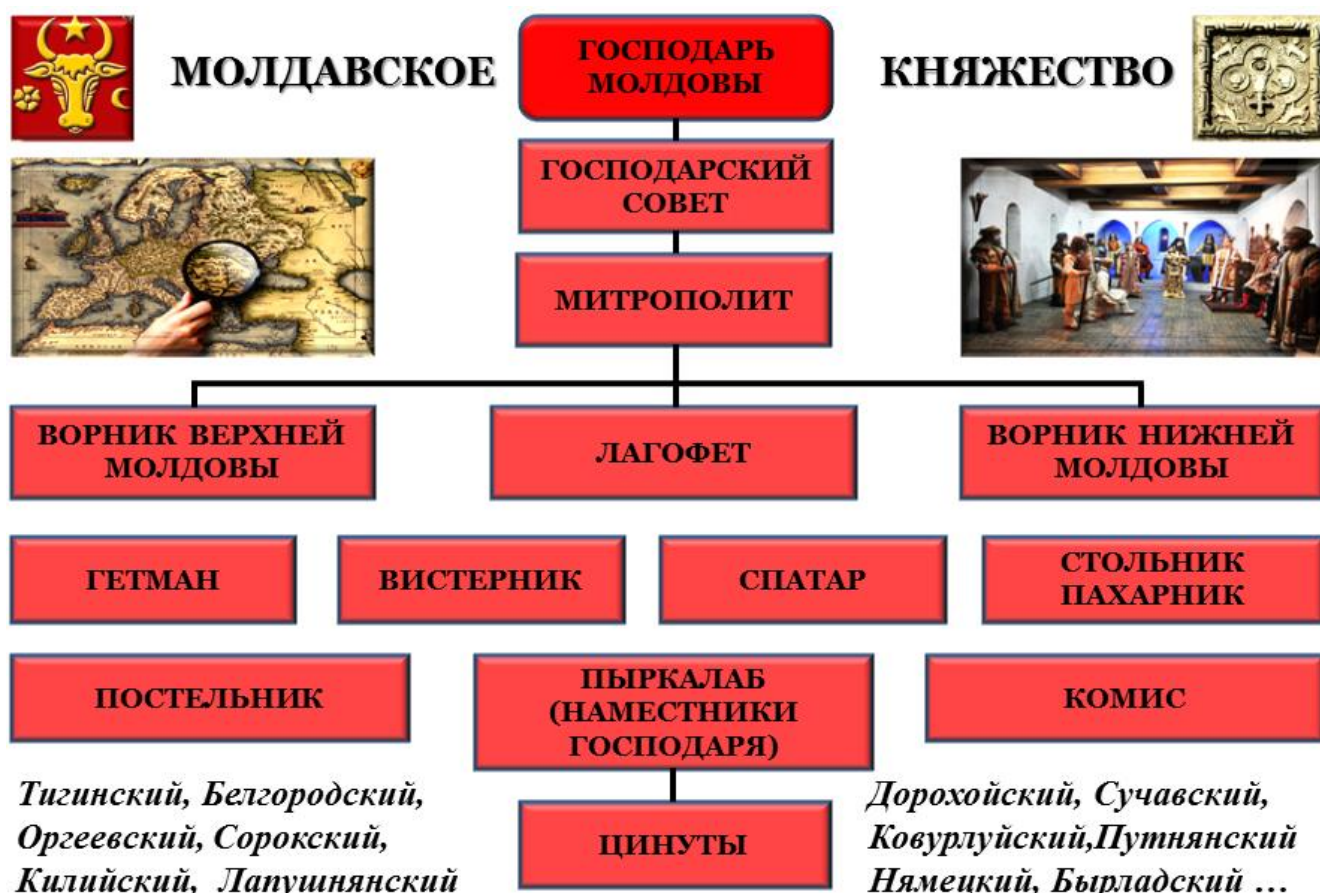 МОЛДАВСКОЕ
КНЯЖЕСТВО
ГОСПОДАРЬ
МОЛДОВЫ
ГОСПОДАРСКИЙ
СОВЕТ
МИТРОПОЛИТ
ВОРНИК ВЕРХНЕЙ
МОЛДОВЫ
ЛАГОФЕТ
ВОРНИК НИЖНЕЙ
МОЛДОВЫ
ГЕТМАН
ВИСТЕРНИК
СПАТАР
СТОЛЬНИК
ПАХАРНИК
ПОСТЕЛЬНИК
ПЫРКАЛАБ
(НАМЕСТНИКИ
ГОСПОДАРЯ)
КОМИС
Тигинский, Белгородский,
Оргеевский, Сорокский,
Килийский, Лапушнянский
ЦИНУТЫ
Дорохойский, Сучавский,
Ковурлуйский,Путнянский
Нямецкий, Бырладский ...